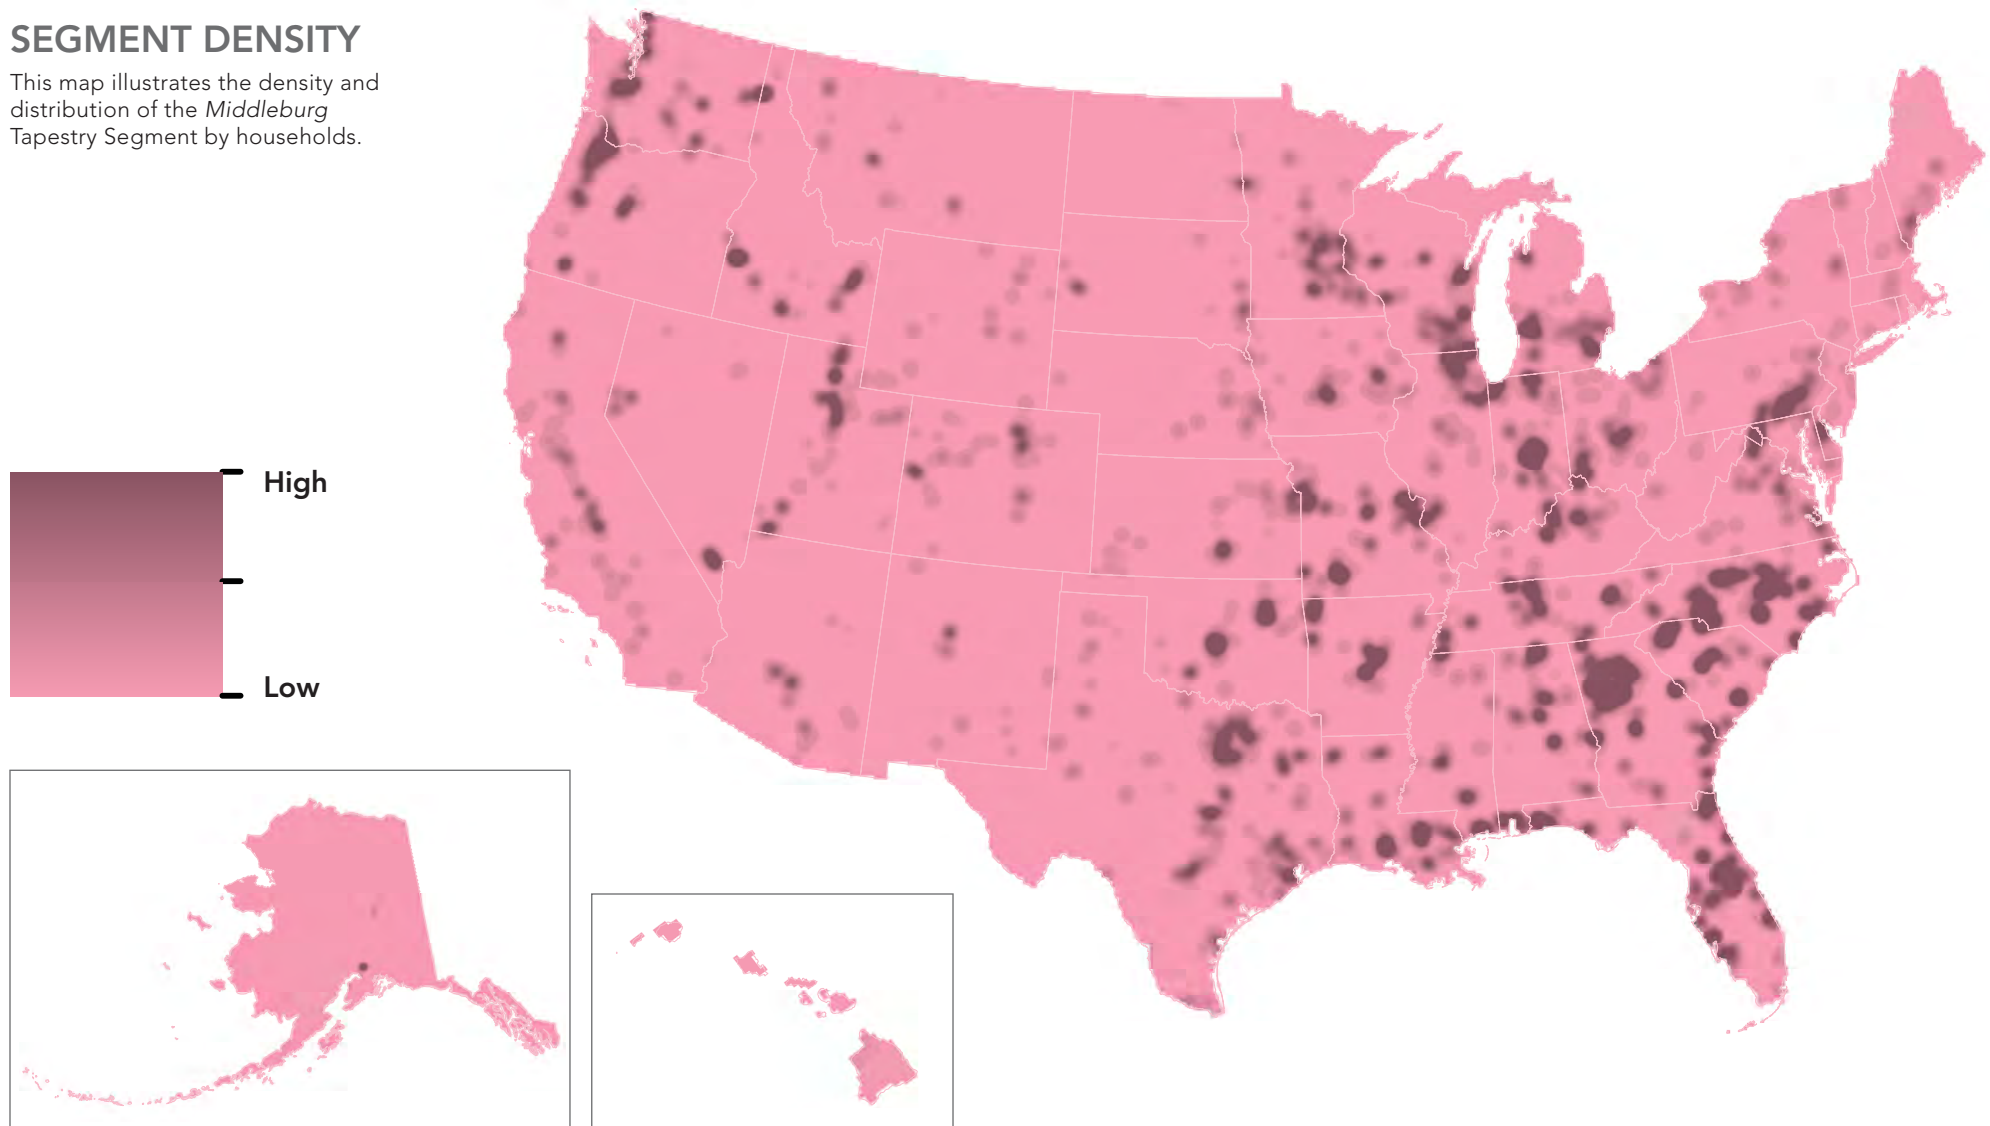 SEGMENT DENSITY
This map illustrates the density and
distribution of the Middleburg
Tapestry Segment by households.
High
Low